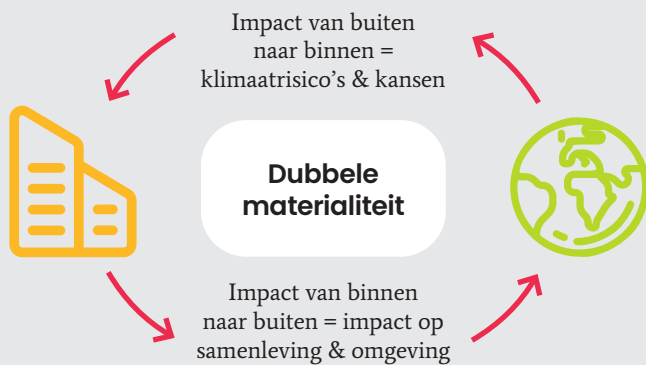 Impact van buiten
naar binnen =
klimaatrisico’s & kansen
Dubbele
materialiteit
Impact van binnen
naar buiten = impact op
samenleving & omgeving